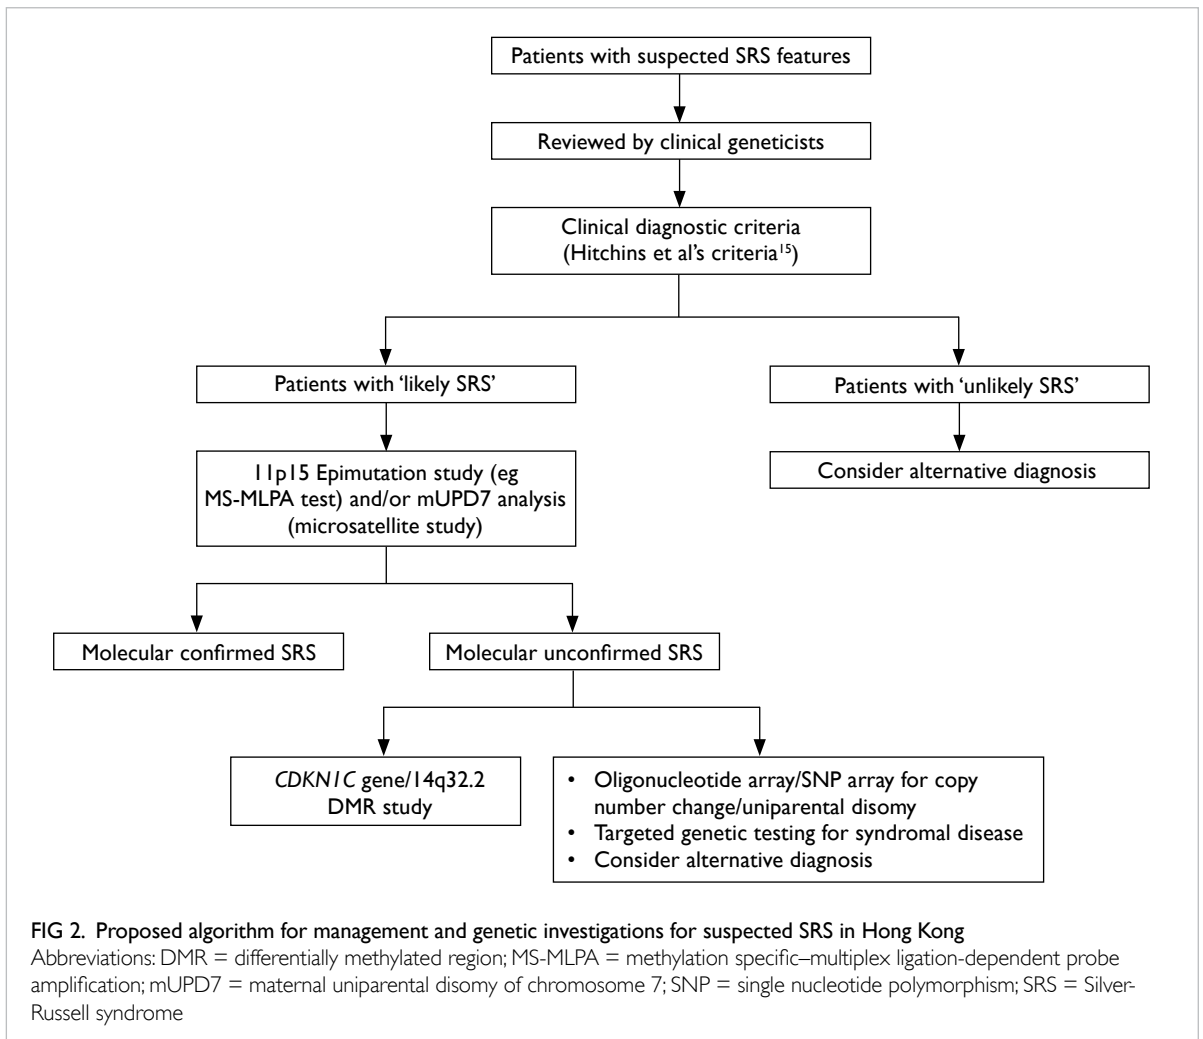 Patients with suspected SRS features
Reviewed by clinical geneticists
Clinical diagnostic criteria
(Hitchins et al's criteria15)
Patients with 'likely SRS'
Patients with 'unlikely SRS'
11p15 Epimutation study (eg
MS-MLPA test) and/or mUPD7 analysis
(microsatellite study)
Consider alternative diagnosis
Molecular confirmed SRS
Molecular unconfirmed SRS
CDKN1C gene/14q32.2
DMR study
• Oligonucleotide array/SNP array for copy
number change/uniparental disomy
• Targeted genetic testing for syndromal disease
• Consider alternative diagnosis
FIG 2. Proposed algorithm for management and genetic investigations for suspected SRS in Hong Kong
Abbreviations: DMR = differentially methylated region; MS-MLPA = methylation specific–multiplex ligation-dependent probe
amplification; mUPD7 = maternal uniparental disomy of chromosome 7; SNP = single nucleotide polymorphism; SRS = Silver-
Russell syndrome